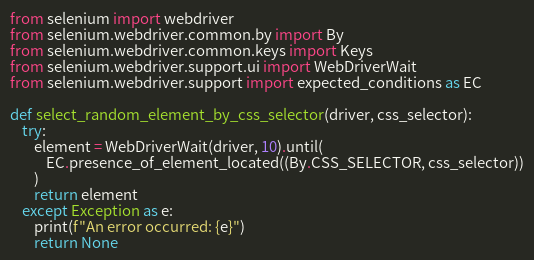 from selenium import webdriver
from selenium.webdriver.common.by import By
from selenium.webdriver.common.keys import Keys
from selenium.webdriver.support.ui import WebDriverWait
from selenium.webdriver.support import expected_conditions as EC

def select_random_element_by_css_selector(driver, css_selector):
    try:
        element = WebDriverWait(driver, 10).until(
            EC.presence_of_element_located((By.CSS_SELECTOR, css_selector))
        )
        return element
    except Exception as e:
        print(f"An error occurred: {e}")
        return None